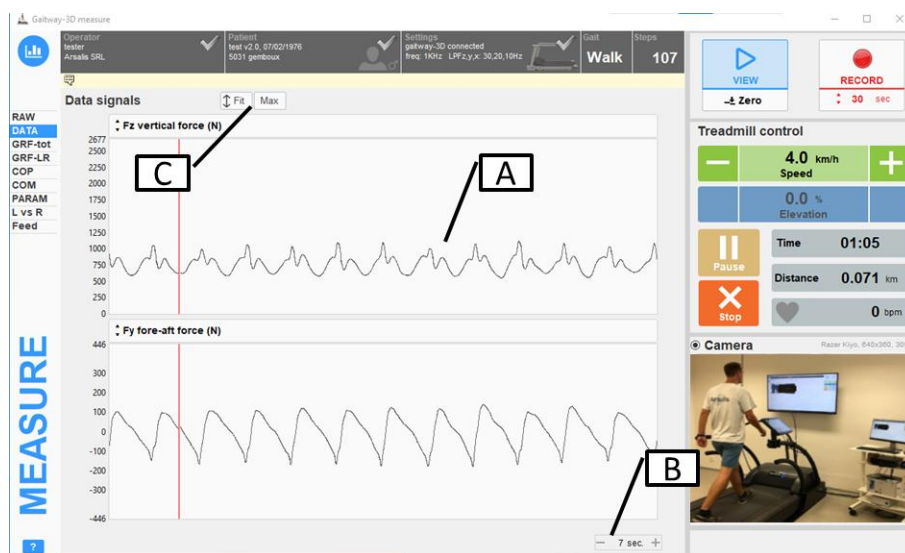 Gaitway-3D measure
Operator
tester
Arsalis SRL
Patient
test v2.0, 07/02/1976
5031 gemboux
Settings
gaitway-3D connected
freq: 1KHz LPFz,y,x: 30,20,10Hz
Gait
Walk
Steps
107
Data signals
Fit
Max
RAW
DATA
GRF-tot
GRF-LR
COP
COM
PARAM
L vs R
Feed
MEASURE
?
Fz vertical force (N)
2677
2500
2250
2000
1750
1500
1250
1000
750
500
250
0
C
A
Fy fore-aft force (N)
446
300
200
100
0
-100
-200
-300
-446
B
7 sec.
VIEW
Zero
RECORD
30 sec
Treadmill control
4.0 km/h
Speed
0.0 %
Elevation
Pause
Stop
Time 01:05
Distance 0.071 km
0 bpm
Camera
Razer Kiyo, 640x360, 30